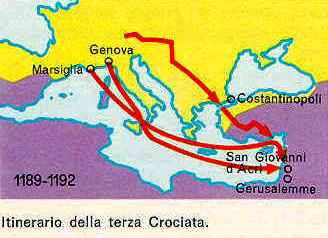 Genova
Marsiglia
Costantinopoli
San Giovanni
d'Acri
Gerusalemme
1189-1192
Itinerario della terza Crociata.